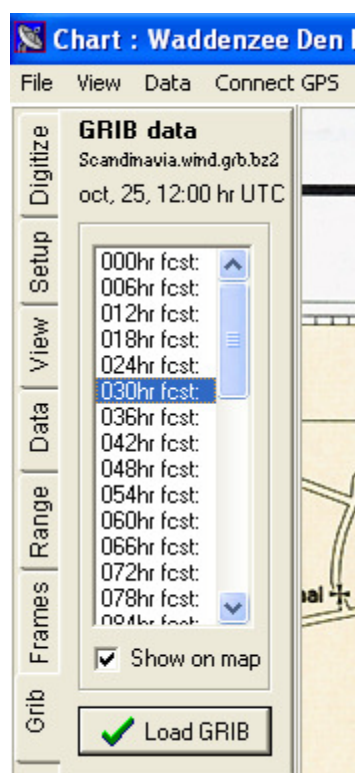 Chart : Waddenzee Den
File View Data Connect GPS
Digitize
Setup
View
Data
Range
Frames
Grib
GRIB data
Scandinavia.wind.grb.bz2
oct, 25, 12:00 hr UTC
000hr fcst:
006hr fcst:
012hr fcst:
018hr fcst:
024hr fcst:
030hr fcst:
036hr fcst:
042hr fcst:
048hr fcst:
054hr fcst:
060hr fcst:
066hr fcst:
072hr fcst:
078hr fcst:
084hr fcst:
Show on map
Load GRIB